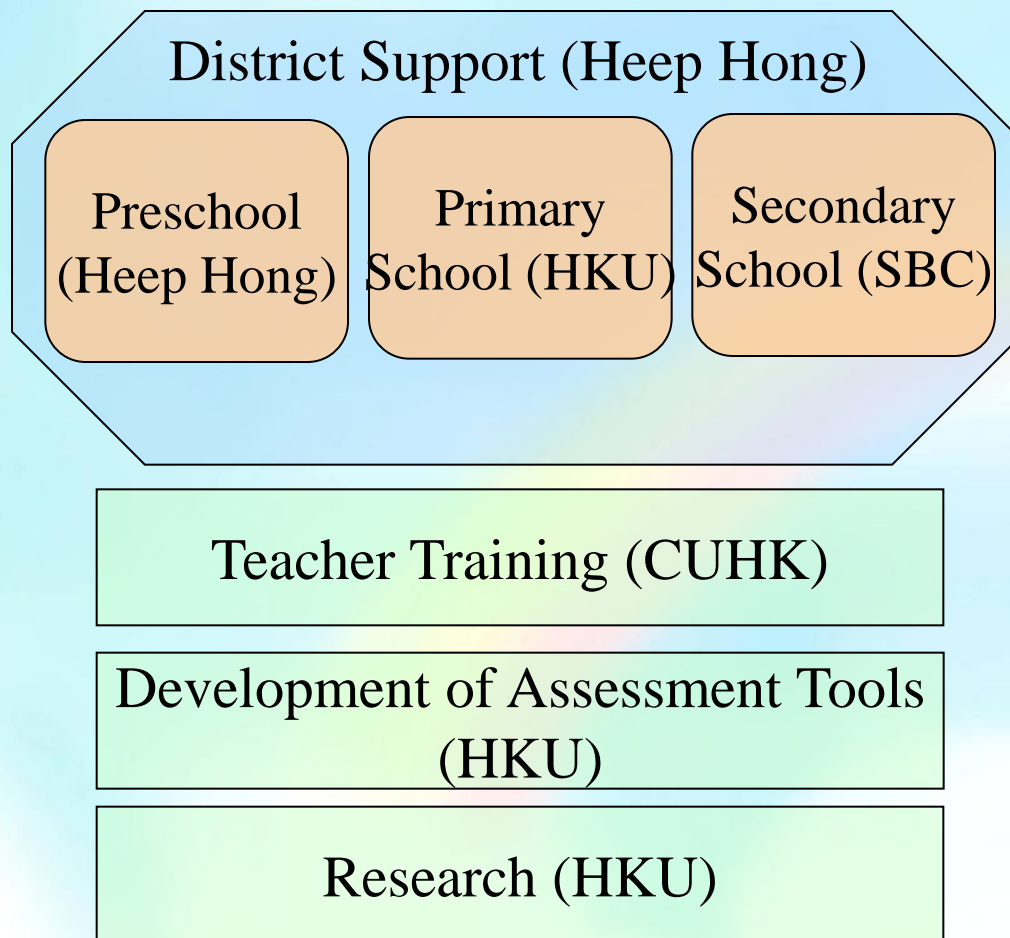 District Support (Heep Hong)
Preschool
(Heep Hong)
Primary
School (HKU)
Secondary
School (SBC)
Teacher Training (CUHK)
Development of Assessment Tools
(HKU)
Research (HKU)